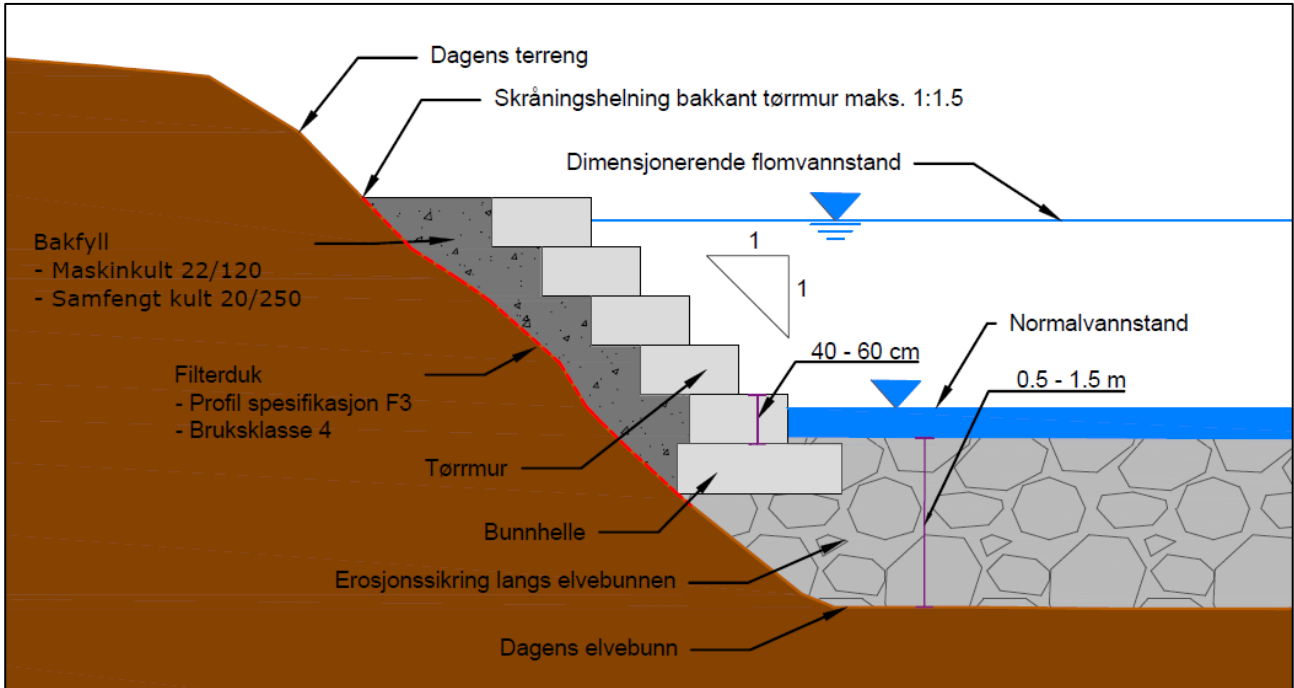 Dagens terreng
Skråningshelning bakkant tørrmur maks. 1:1.5
Dimensjonerende flomvannstand
Bakfyll
- Maskinkult 22/120
- Samfengt kult 20/250
1
1
Normalvannstand
40 - 60 cm
0.5 - 1.5 m
Filterduk
- Profil spesifikasjon F3
- Bruksklasse 4
Tørrmur
Bunnhelle
Erosjonssikring langs elvebunnen
Dagens elvebunn